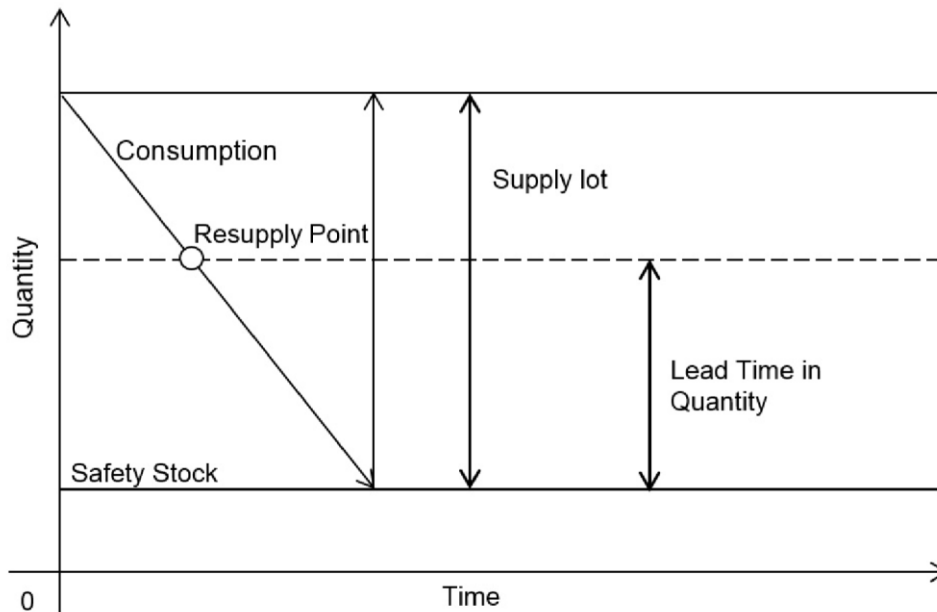 Consumption
Supply lot
Resupply Point
Quantity
Lead Time in
Quantity
Safety Stock
0
Time